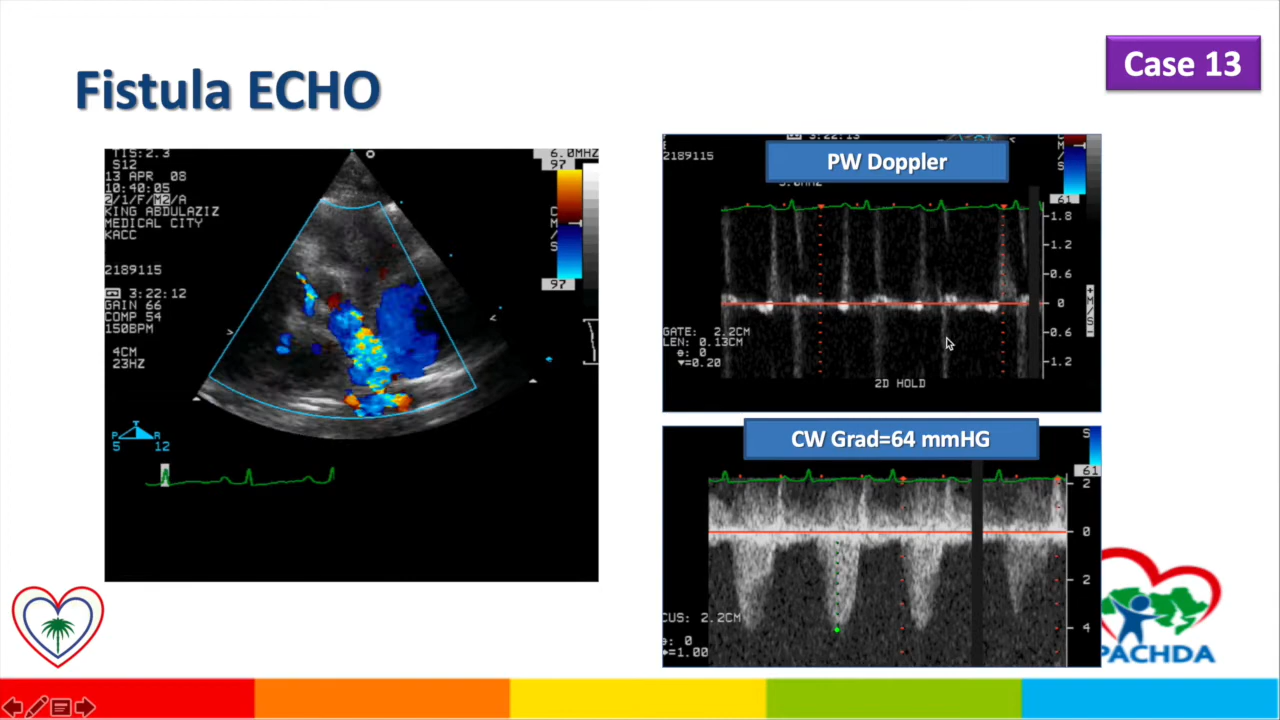 Fistula ECHO
Case 13
TIS:2.3
S12
13 APR 08
10:40:05
2/1/F/M2/A
KING ABDULAZIZ
MEDICAL CITY
KACC
2189115
3:22:12
GAIN 66
COMP 54
150BPM
4CM
23HZ
P R
5 12
6.0MHZ
97
C
M
/
S
97
3:22:13
2189115
PW Doppler
61
1.8
1.2
0.6
0
0.6
1.2
+
M
/
S
-
GATE: 2.2CM
LEN: 0.13CM
θ: 0
▼=0.20
2D HOLD
CW Grad=64 mmHG
S
61
2
0
2
4
CUS: 2.2CM
θ: 0
=1.00
PACHDA